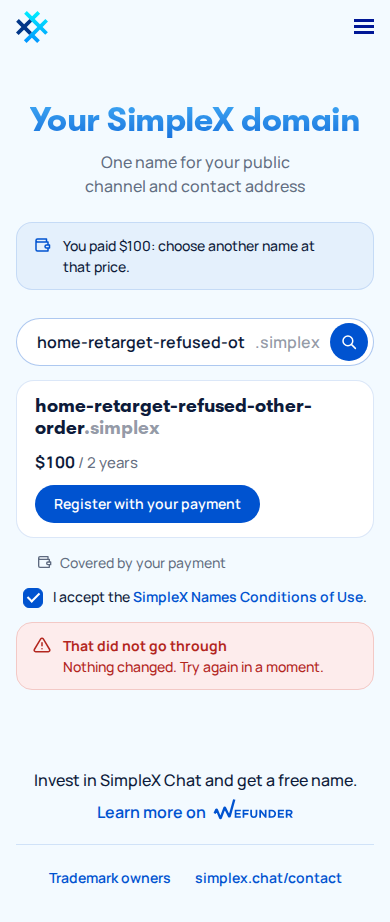 Your SimpleX domain
One name for your public
channel and contact address
You paid $100: choose another name at
that price.
home-retarget-refused-ot .simplex
home-retarget-refused-other-
order.simplex
$100 / 2 years
Register with your payment
Covered by your payment
I accept the SimpleX Names Conditions of Use.
That did not go through
Nothing changed. Try again in a moment.
Invest in SimpleX Chat and get a free name.
Learn more on WEFUNDER
Trademark owners simplex.chat/contact